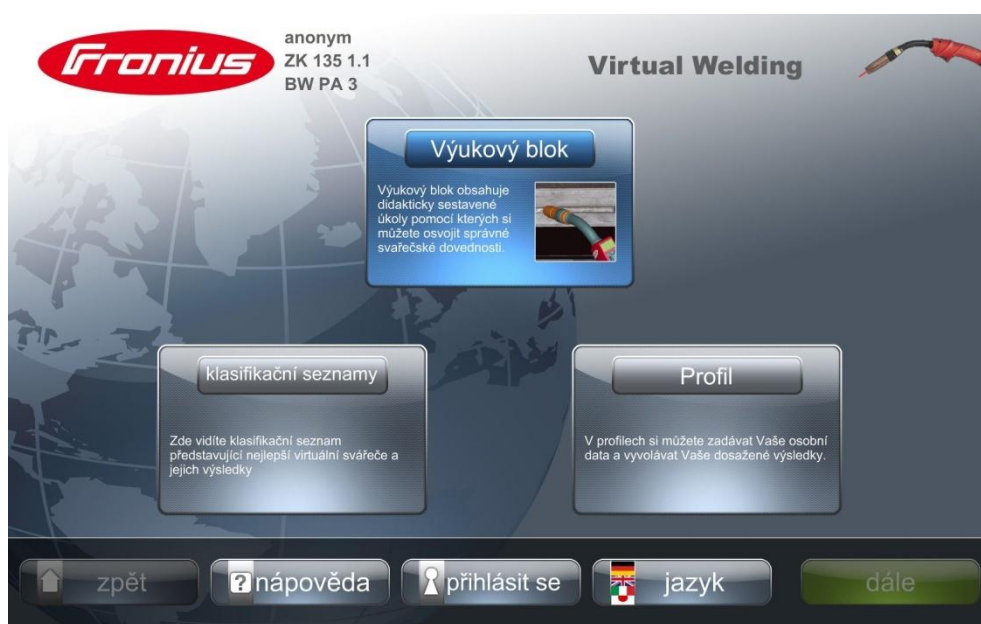 Fronius
anonym
ZK 135 1.1
BW PA 3
Virtual Welding
Výukový blok
Výukový blok obsahuje
didakticky sestavené
úkoly pomocí kterých si
můžete osvojit správné
svařečské dovednosti.
klasifikační seznamy
Zde vidíte klasifikační seznam
představující nejlepší virtuální svářeče a
jejich výsledky
Profil
V profilech si můžete zadávat Vaše osobní
data a vyvolávat Vaše dosažené výsledky.
zpět
? nápověda
přihlásit se
jazyk
dále